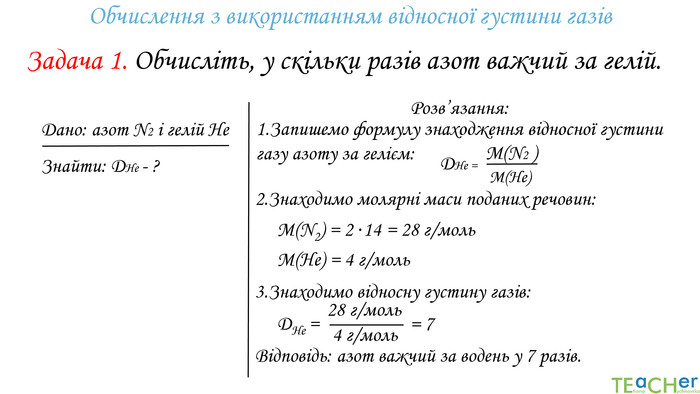 Обчислення з використанням відносної густини газів
Задача 1. Обчисліть, у скільки разів азот важчий за гелій.
Дано: азот N2 і гелій He
Знайти: DHe - ?
Розв'язання:
1.Запишемо формулу знаходження відносної густини
газу азоту за гелієм:
DHe = M(N2 )
M(He)
2.Знаходимо молярні маси поданих речовин:
M(N2) = 2·14 = 28 г/моль
M(He) = 4 г/моль
3.Знаходимо відносну густину газів:
28 г/моль
DHe = = 7
4 г/моль
Відповідь: азот важчий за водень у 7 разів.
TEaCHer